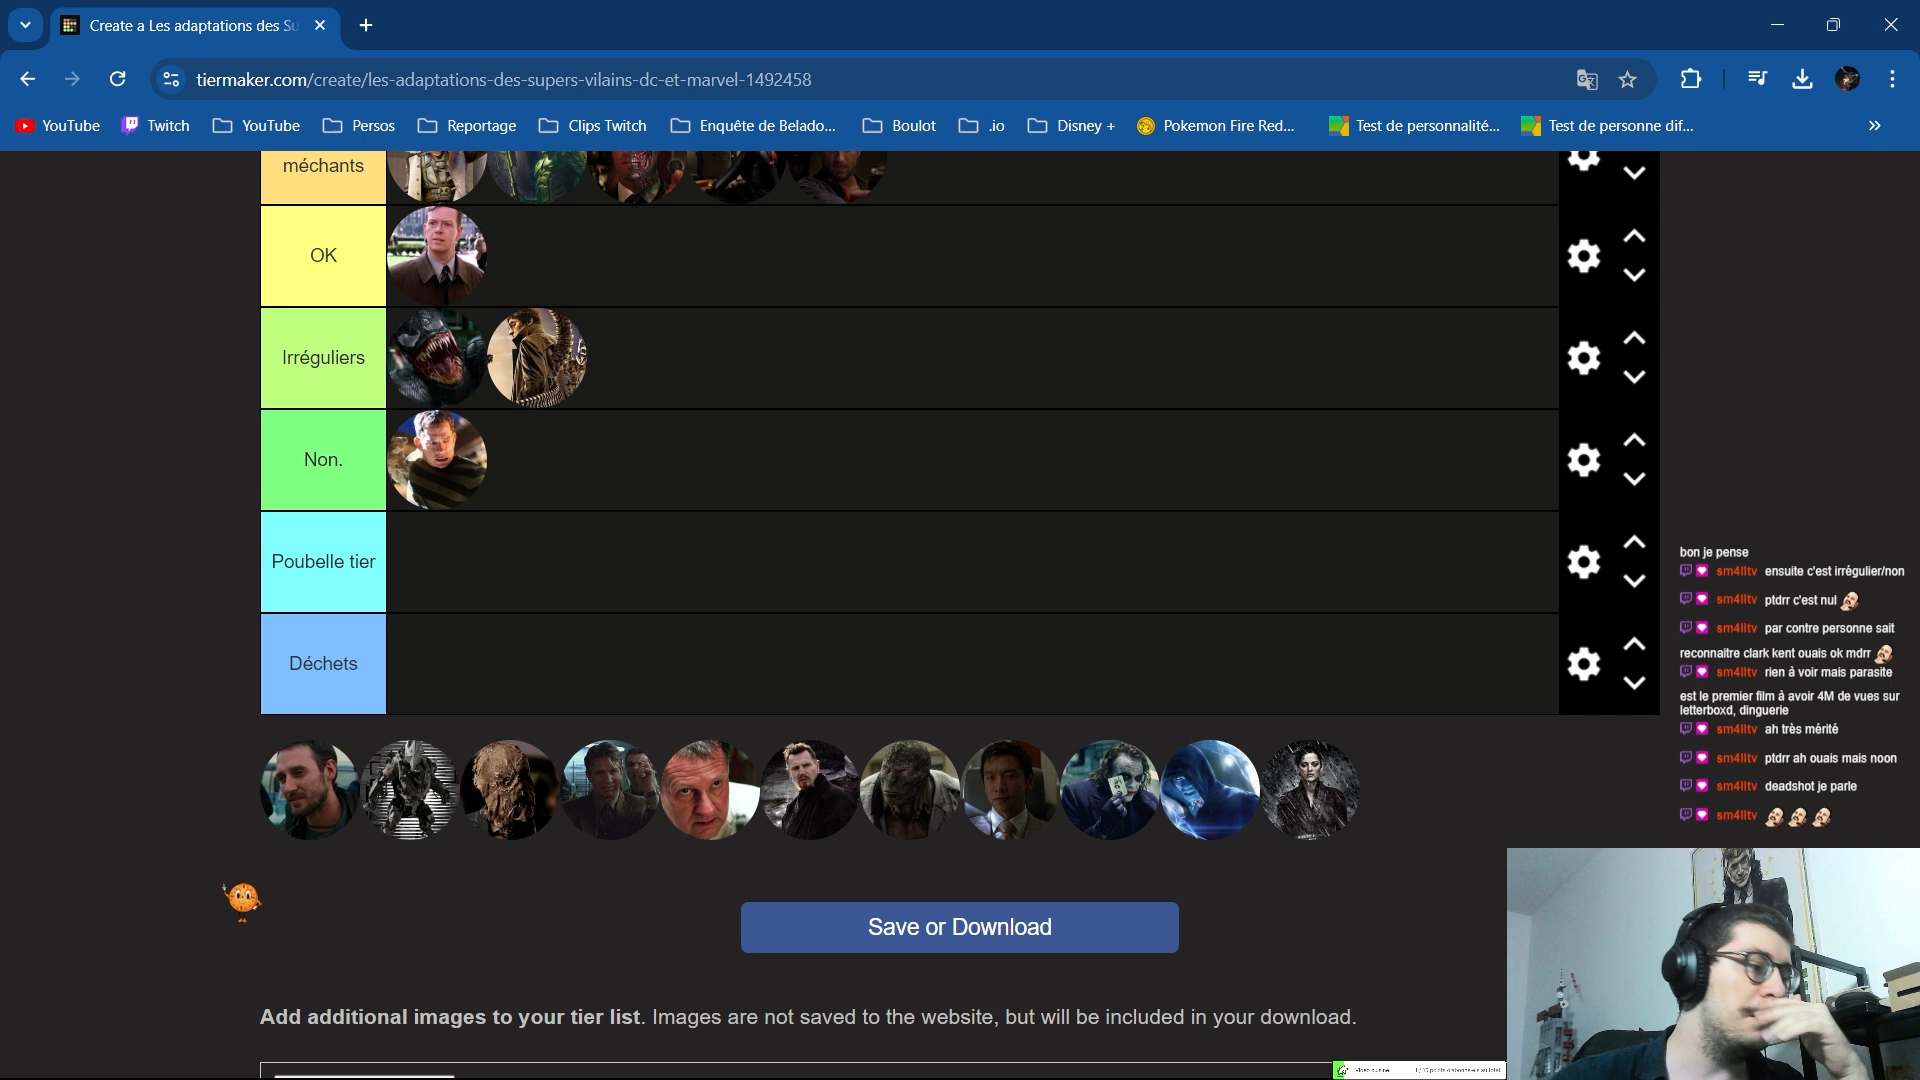 Create a Les adaptations des Su
tiermaker.com/create/les-adaptations-des-supers-vilains-dc-et-marvel-1492458
YouTube
Twitch
YouTube
Persos
Reportage
Clips Twitch
Enquête de Belado...
Boulot
.io
Disney +
Pokemon Fire Red...
Test de personnalité...
Test de personne dif...
méchants
OK
Irréguliers
Non.
Poubelle tier
Déchets
bon je pense
sm4lltv ensuite c'est irrégulier/non
sm4lltv ptdrr c'est nul
sm4lltv par contre personne sait
reconnaitre clark kent ouais ok mdrr
sm4lltv rien à voir mais parasite
est le premier film à avoir 4M de vues sur
letterboxd, dinguerie
sm4lltv ah très mérité
sm4lltv ptdrr ah ouais mais noon
sm4lltv deadshot je parle
sm4lltv
Save or Download
Add additional images to your tier list. Images are not saved to the website, but will be included in your download.